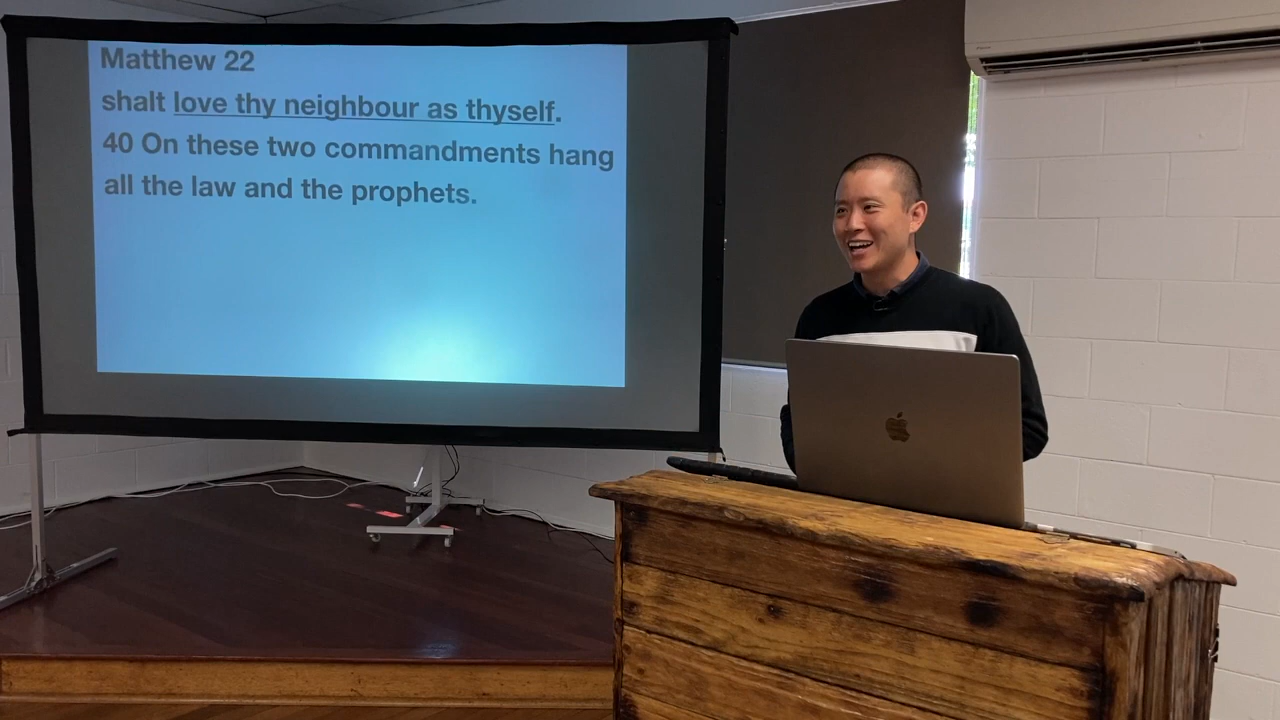 Matthew 22
shalt love thy neighbour as thyself.
40 On these two commandments hang
all the law and the prophets.